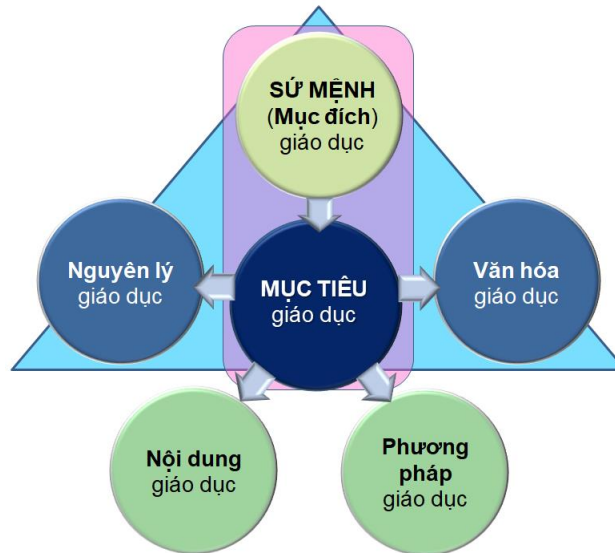 SỨ MỆNH
(Mục đích)
giáo dục
Nguyên lý
giáo dục
MỤC TIÊU
giáo dục
Văn hóa
giáo dục
Nội dung
giáo dục
Phương
pháp
giáo dục